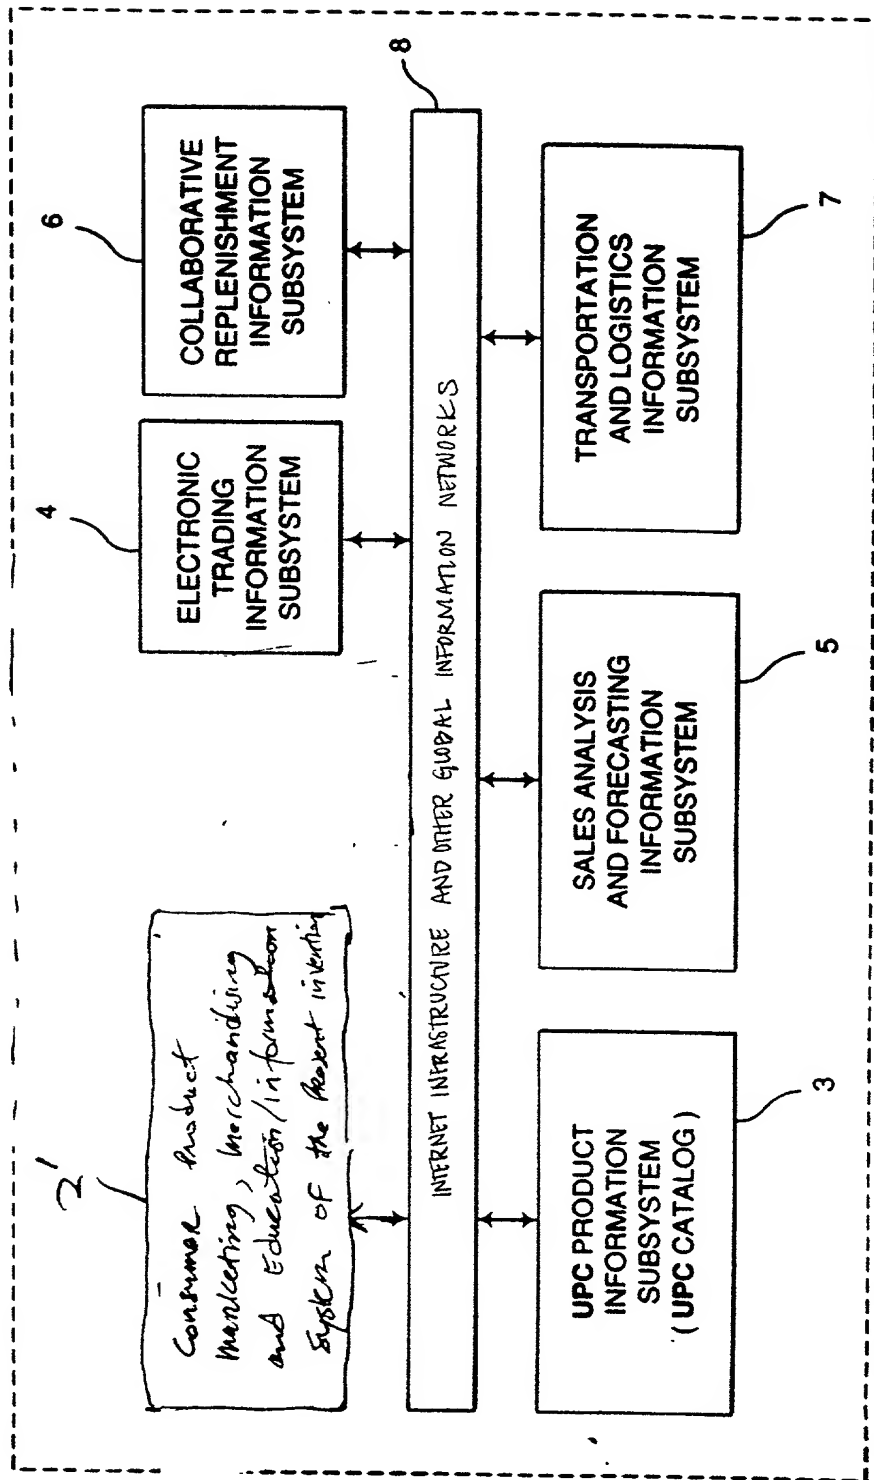 2'
Consumer Product
Marketing, Merchandising
and Education/information
System of the Present invention
4
ELECTRONIC
TRADING
INFORMATION
SUBSYSTEM
6
COLLABORATIVE
REPLENISHMENT
INFORMATION
SUBSYSTEM
8
INTERNET INFRASTRUCTURE AND OTHER GLOBAL INFORMATION NETWORKS
UPC PRODUCT
INFORMATION
SUBSYSTEM
( UPC CATALOG )
3
SALES ANALYSIS
AND FORECASTING
INFORMATION
SUBSYSTEM
5
TRANSPORTATION
AND LOGISTICS
INFORMATION
SUBSYSTEM
7